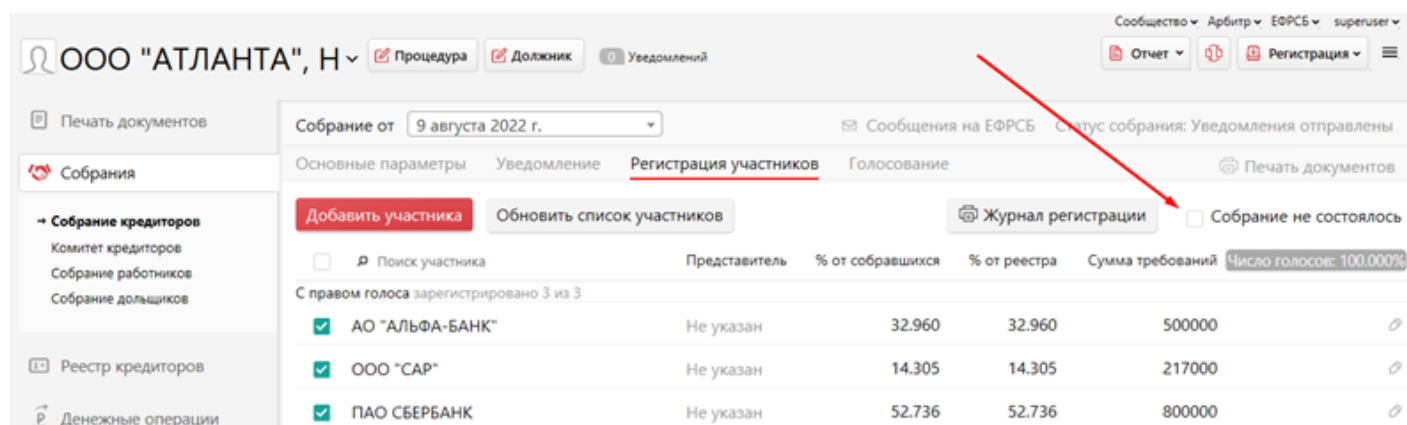 Сообщество Арбитр ЕФРСБ superuser
ООО "АТЛАНТА", Н Процедура Должник 0 Уведомлений Отчет Регистрация
Печать документов
Собрание от 9 августа 2022 г. Сообщения на ЕФРСБ Статус собрания: Уведомления отправлены
Собрания
Основные параметры Уведомление Регистрация участников Голосование Печать документов
→ Собрание кредиторов
Комитет кредиторов
Собрание работников
Собрание дольщиков
Добавить участника Обновить список участников Журнал регистрации Собрание не состоялось
Поиск участника Представитель % от собравшихся % от реестра Сумма требований Число голосов: 100.000%
С правом голоса зарегистрировано 3 из 3
АО "АЛЬФА-БАНК" Не указан 32.960 32.960 500000
ООО "САР" Не указан 14.305 14.305 217000
ПАО СБЕРБАНК Не указан 52.736 52.736 800000
Реестр кредиторов
Денежные операции